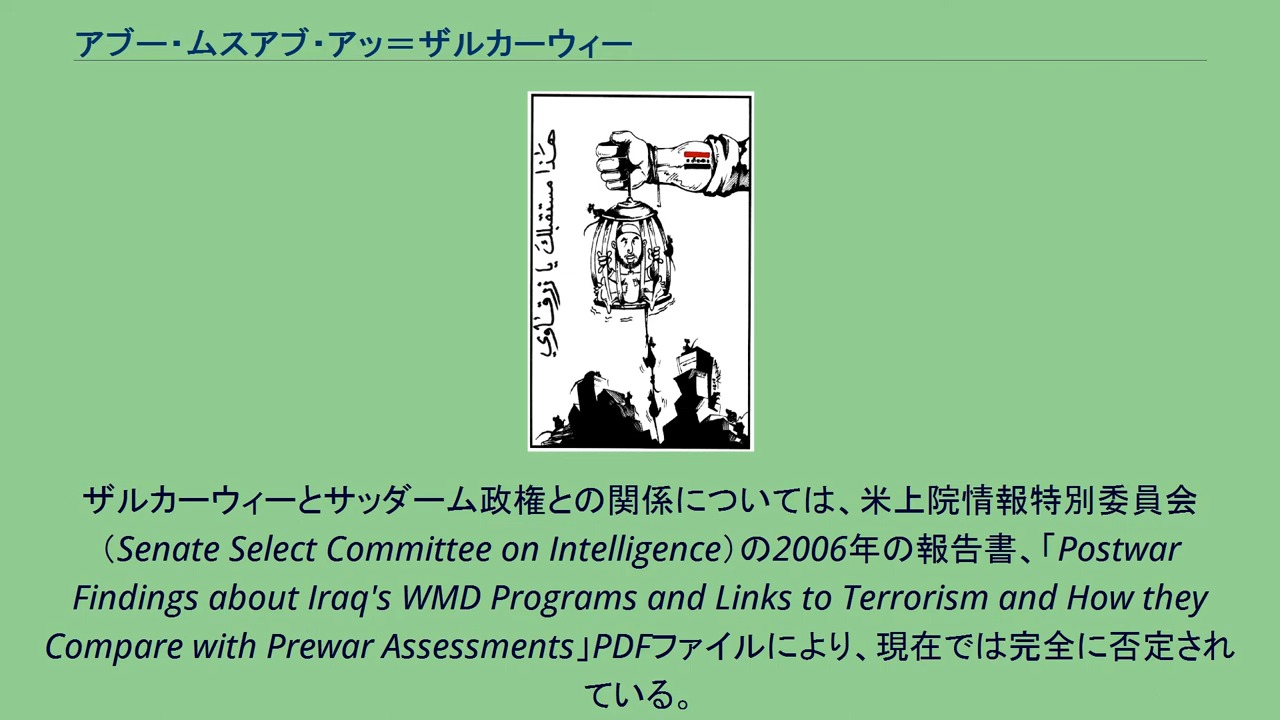 アブー・ムスアブ・アッ＝ザルカーウィー
هذا مستقبلك يا زرقاوي
ザルカーウィーとサッダーム政権との関係については、米上院情報特別委員会
（Senate Select Committee on Intelligence）の2006年の報告書、「Postwar
Findings about Iraq's WMD Programs and Links to Terrorism and How they
Compare with Prewar Assessments」PDFファイルにより、現在では完全に否定され
ている。